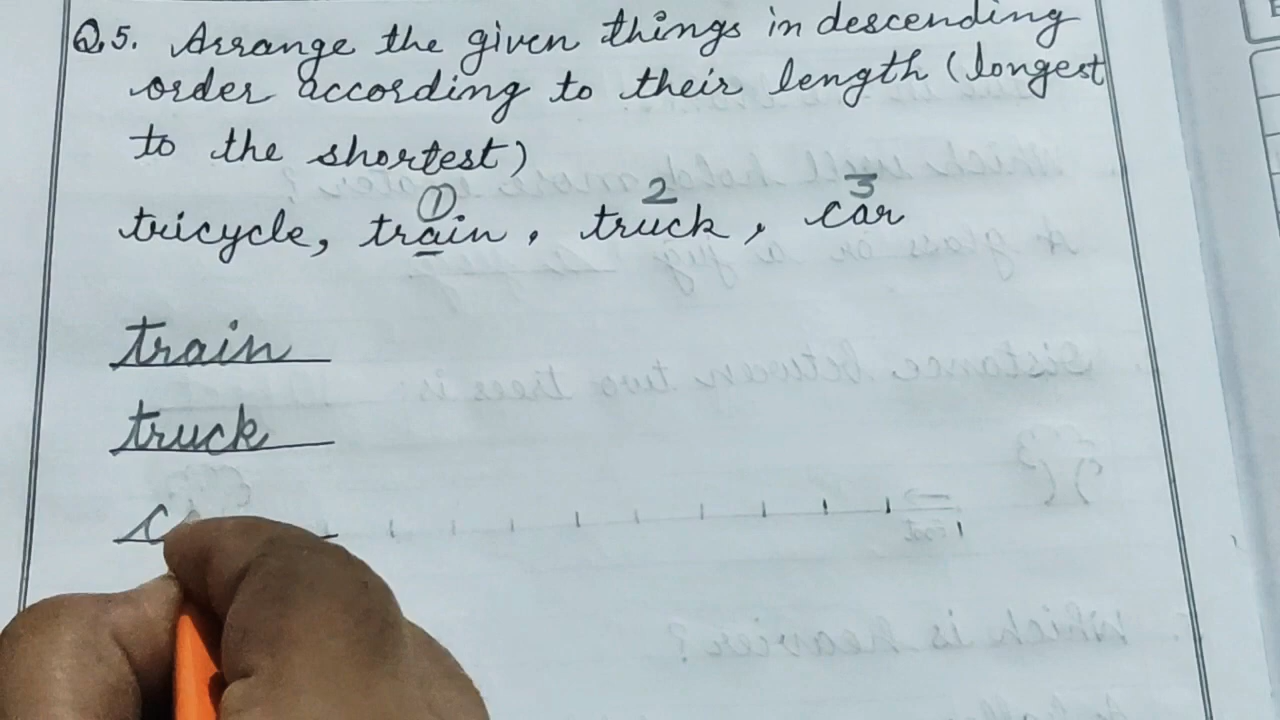 Q.5. Arrange the given things in descending
order according to their length (longest
to the shortest)
① 2 3
tricycle, train, truck, car
train
truck